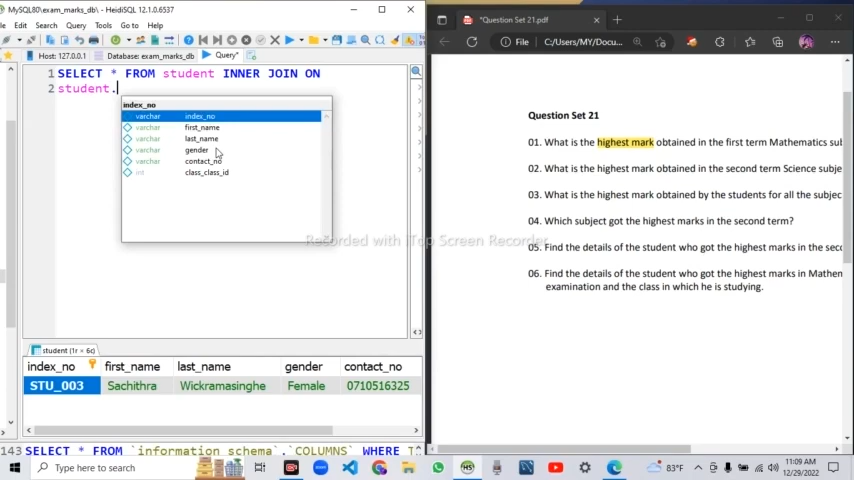 MySQL80\exam_marks_db\ - HeidiSQL 12.1.0.6537
Edit Search Query Tools Go to Help
Host: 127.0.0.1 Database: exam_marks_db Query*
1 SELECT * FROM student INNER JOIN ON
2 student.
index_no
varchar index_no
varchar first_name
varchar last_name
varchar gender
varchar contact_no
int class_class_id
student (1r × 6c)
index_no first_name last_name gender contact_no
STU_003 Sachithra Wickramasinghe Female 0710516325
143 SELECT * FROM `information_schema`.`COLUMNS` WHERE T
*Question Set 21.pdf
File C:/Users/MY/Docu...
Question Set 21
01. What is the highest mark obtained in the first term Mathematics sub
02. What is the highest mark obtained in the second term Science subje
03. What is the highest mark obtained by the students for all the subjec
04. Which subject got the highest marks in the second term?
05. Find the details of the student who got the highest marks in the seco
06. Find the details of the student who got the highest marks in Mathem
examination and the class in which he is studying.
Recorded with iTop Screen Recorder
Type here to search
83°F
11:09 AM
12/29/2022